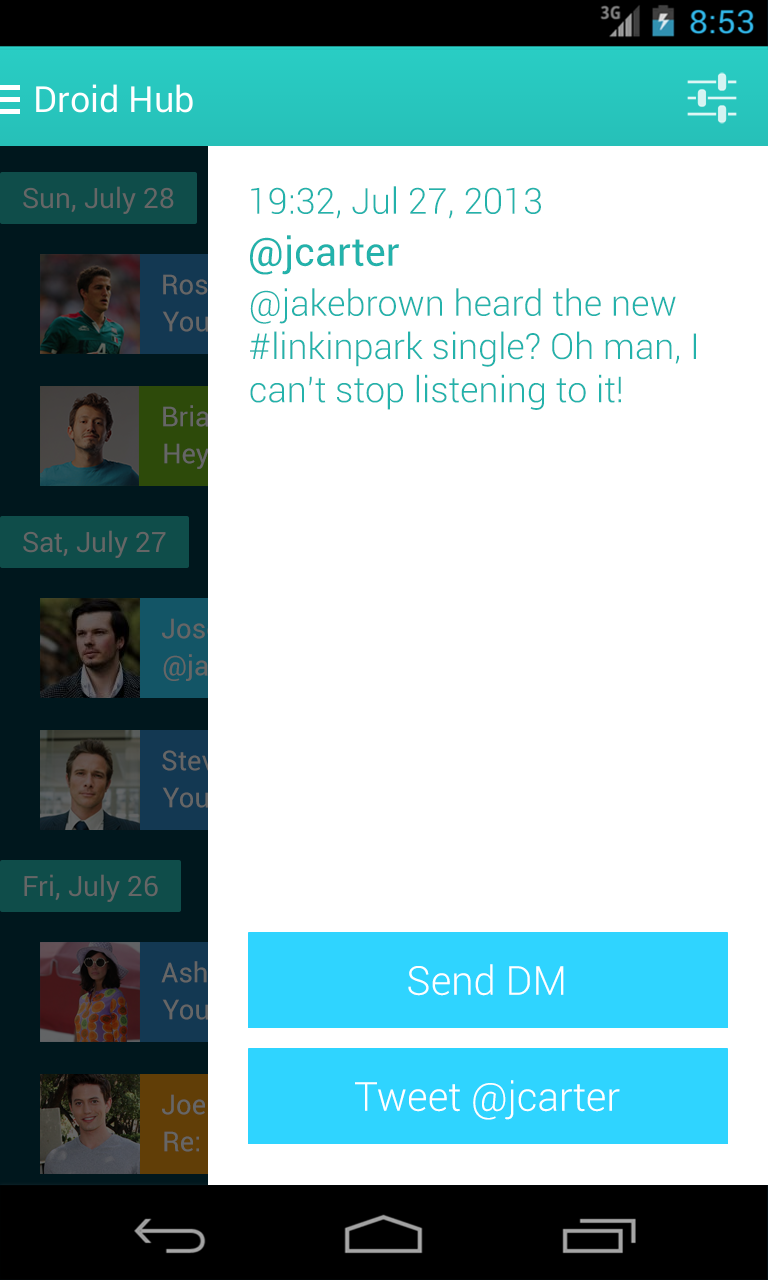 3G 8:53
Droid Hub
Sun, July 28
Ros
You
Bria
Hey
Sat, July 27
Jos
@ja
Stev
You
Fri, July 26
Ash
You
Joe
Re:
19:32, Jul 27, 2013
@jcarter
@jakebrown heard the new
#linkinpark single? Oh man, I
can't stop listening to it!
Send DM
Tweet @jcarter